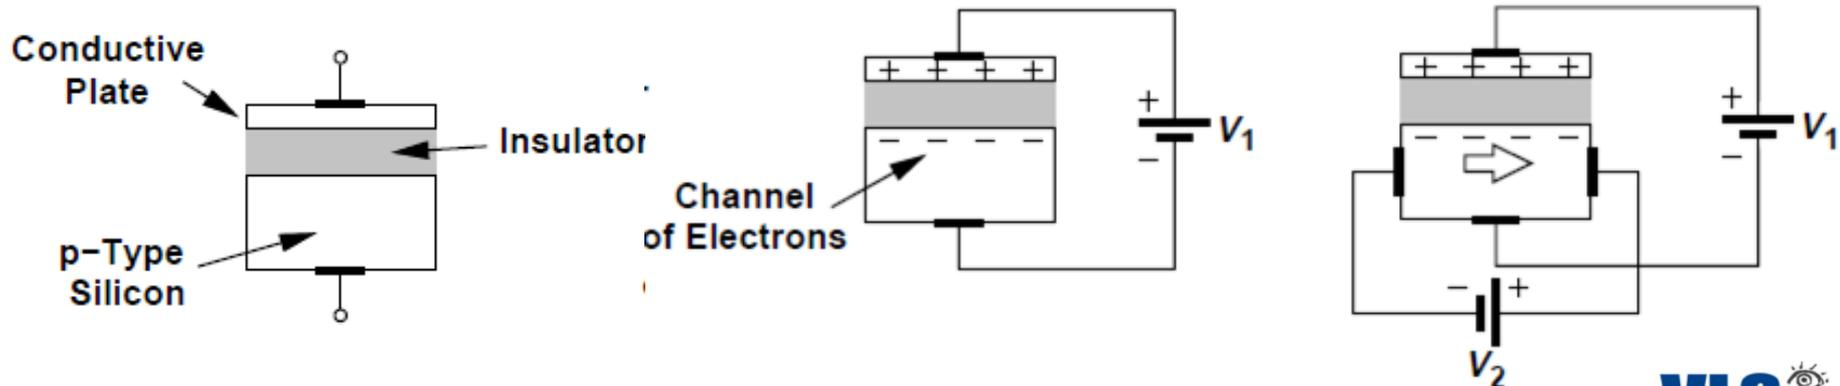 Conductive
Plate
Insulator
p-Type
Silicon
+ + + +
- - - -
Channel
of Electrons
+
V1
-
+ + + +
- - - -
+
V1
-
- +
V2